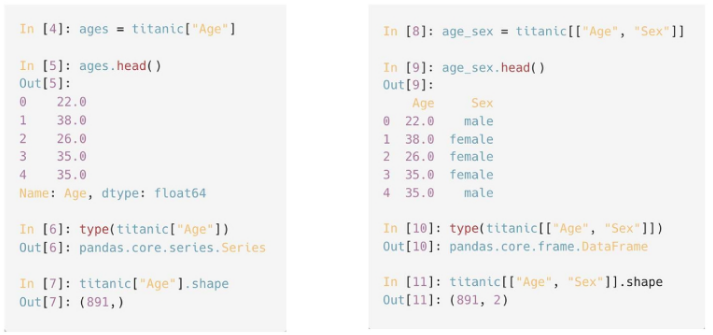 In [4]: ages = titanic["Age"]
In [5]: ages.head()
Out[5]:
0 22.0
1 38.0
2 26.0
3 35.0
4 35.0
Name: Age, dtype: float64
In [6]: type(titanic["Age"])
Out[6]: pandas.core.series.Series
In [7]: titanic["Age"].shape
Out[7]: (891,)
In [8]: age_sex = titanic[["Age", "Sex"]]
In [9]: age_sex.head()
Out[9]:
Age Sex
0 22.0 male
1 38.0 female
2 26.0 female
3 35.0 female
4 35.0 male
In [10]: type(titanic[["Age", "Sex"]])
Out[10]: pandas.core.frame.DataFrame
In [11]: titanic[["Age", "Sex"]].shape
Out[11]: (891, 2)